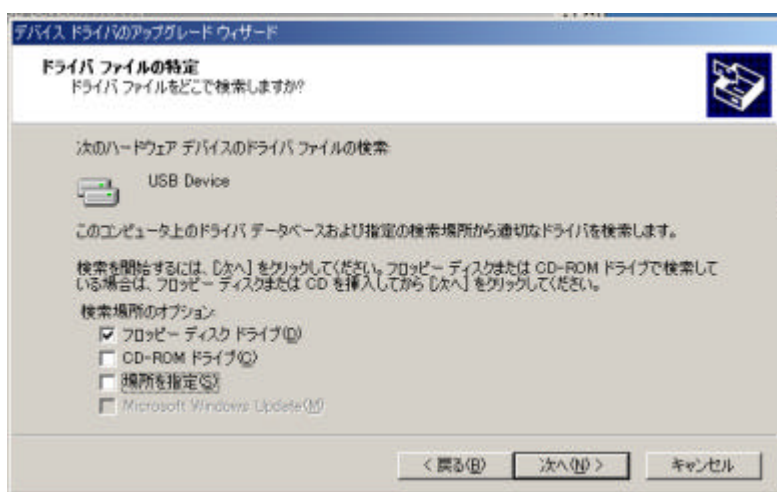 デバイス ドライバのアップグレード ウィザード
ドライバ ファイルの特定
ドライバ ファイルをどこで検索しますか?
次のハードウェア デバイスのドライバ ファイルの検索:
USB Device
このコンピュータ上のドライバ データベースおよび指定の検索場所から適切なドライバを検索します。
検索を開始するには、[次へ] をクリックしてください。フロッピー ディスクまたは CD-ROM ドライブで検索して
いる場合は、フロッピー ディスクまたは CD を挿入してから [次へ] をクリックしてください。
検索場所のオプション:
フロッピー ディスク ドライブ(D)
CD-ROM ドライブ(C)
場所を指定(S)
Microsoft Windows Update(M)
< 戻る(B)
次へ(N) >
キャンセル